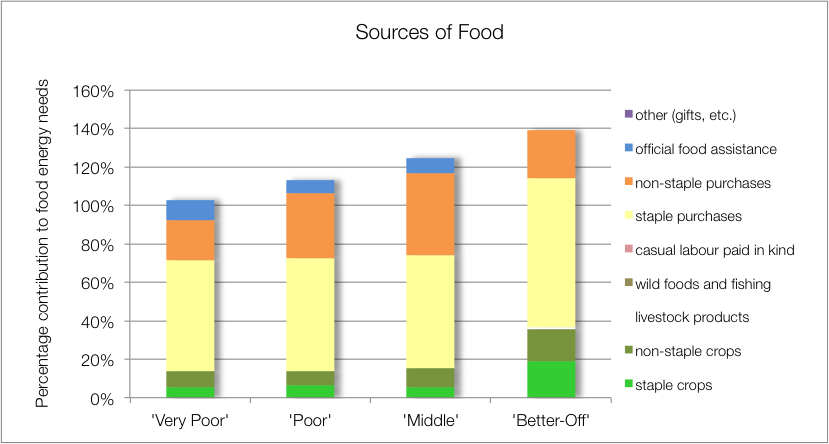 Sources of Food
Percentage contribution to food energy needs
160%
140%
120%
100%
80%
60%
40%
20%
0%
'Very Poor'
'Poor'
'Middle'
'Better-Off'
other (gifts, etc.)
official food assistance
non-staple purchases
staple purchases
casual labour paid in kind
wild foods and fishing
livestock products
non-staple crops
staple crops